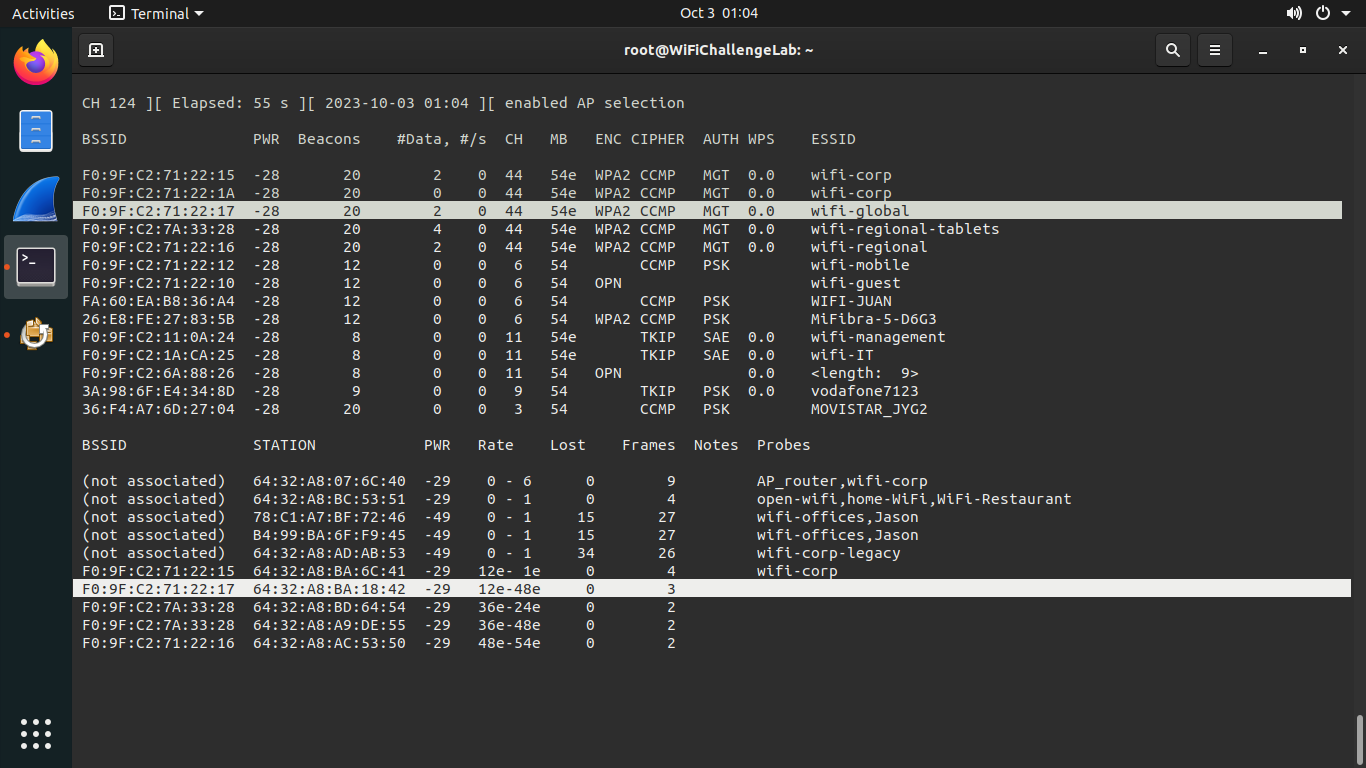 Activities Terminal Oct 3 01:04
root@WiFiChallengeLab: ~
CH 124 ][ Elapsed: 55 s ][ 2023-10-03 01:04 ][ enabled AP selection
BSSID PWR Beacons #Data, #/s CH MB ENC CIPHER AUTH WPS ESSID
F0:9F:C2:71:22:15 -28 20 2 0 44 54e WPA2 CCMP MGT 0.0 wifi-corp
F0:9F:C2:71:22:1A -28 20 0 0 44 54e WPA2 CCMP MGT 0.0 wifi-corp
F0:9F:C2:71:22:17 -28 20 2 0 44 54e WPA2 CCMP MGT 0.0 wifi-global
F0:9F:C2:7A:33:28 -28 20 4 0 44 54e WPA2 CCMP MGT 0.0 wifi-regional-tablets
F0:9F:C2:71:22:16 -28 20 2 0 44 54e WPA2 CCMP MGT 0.0 wifi-regional
F0:9F:C2:71:22:12 -28 12 0 0 6 54 CCMP PSK wifi-mobile
F0:9F:C2:71:22:10 -28 12 0 0 6 54 OPN wifi-guest
FA:60:EA:B8:36:A4 -28 12 0 0 6 54 CCMP PSK WIFI-JUAN
26:E8:FE:27:83:5B -28 12 0 0 6 54 WPA2 CCMP PSK MiFibra-5-D6G3
F0:9F:C2:11:0A:24 -28 8 0 0 11 54e TKIP SAE 0.0 wifi-management
F0:9F:C2:1A:CA:25 -28 8 0 0 11 54e TKIP SAE 0.0 wifi-IT
F0:9F:C2:6A:88:26 -28 8 0 0 11 54 OPN 0.0 <length: 9>
3A:98:6F:E4:34:8D -28 9 0 0 9 54 TKIP PSK 0.0 vodafone7123
36:F4:A7:6D:27:04 -28 20 0 0 3 54 CCMP PSK MOVISTAR_JYG2
BSSID STATION PWR Rate Lost Frames Notes Probes
(not associated) 64:32:A8:07:6C:40 -29 0 - 6 0 9 AP_router,wifi-corp
(not associated) 64:32:A8:BC:53:51 -29 0 - 1 0 4 open-wifi,home-WiFi,WiFi-Restaurant
(not associated) 78:C1:A7:BF:72:46 -49 0 - 1 15 27 wifi-offices,Jason
(not associated) B4:99:BA:6F:F9:45 -49 0 - 1 15 27 wifi-offices,Jason
(not associated) 64:32:A8:AD:AB:53 -49 0 - 1 34 26 wifi-corp-legacy
F0:9F:C2:71:22:15 64:32:A8:BA:6C:41 -29 12e- 1e 0 4 wifi-corp
F0:9F:C2:71:22:17 64:32:A8:BA:18:42 -29 12e-48e 0 3
F0:9F:C2:7A:33:28 64:32:A8:BD:64:54 -29 36e-24e 0 2
F0:9F:C2:7A:33:28 64:32:A8:A9:DE:55 -29 36e-48e 0 2
F0:9F:C2:71:22:16 64:32:A8:AC:53:50 -29 48e-54e 0 2